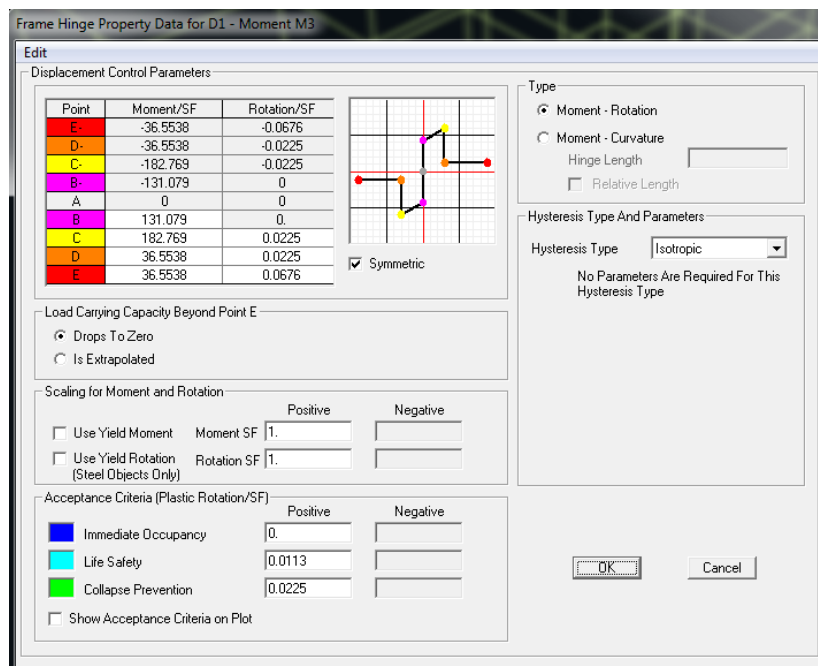 Frame Hinge Property Data for D1 - Moment M3
Edit
Displacement Control Parameters
Point Moment/SF Rotation/SF
E- -36.5538 -0.0676
D- -36.5538 -0.0225
C- -182.769 -0.0225
B- -131.079 0
A 0 0
B 131.079 0.
C 182.769 0.0225
D 36.5538 0.0225
E 36.5538 0.0676
Symmetric
Load Carrying Capacity Beyond Point E
Drops To Zero
Is Extrapolated
Scaling for Moment and Rotation
Positive Negative
Use Yield Moment Moment SF 1.
Use Yield Rotation Rotation SF 1.
(Steel Objects Only)
Acceptance Criteria (Plastic Rotation/SF)
Positive Negative
Immediate Occupancy 0.
Life Safety 0.0113
Collapse Prevention 0.0225
Show Acceptance Criteria on Plot
Type
Moment - Rotation
Moment - Curvature
Hinge Length
Relative Length
Hysteresis Type And Parameters
Hysteresis Type Isotropic
No Parameters Are Required For This
Hysteresis Type
OK Cancel